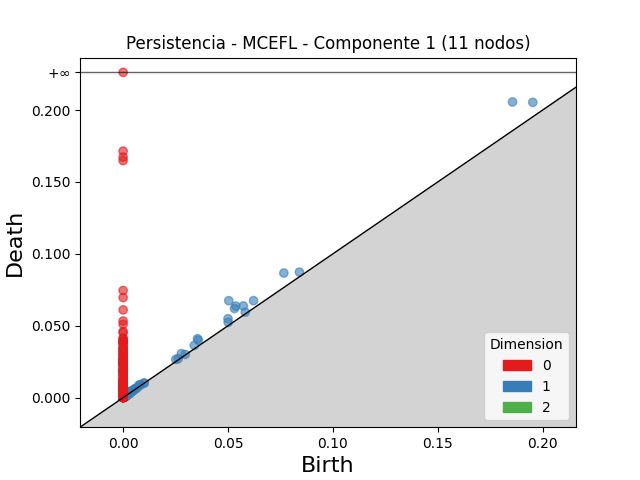 Persistencia - MCEFL - Componente 1 (11 nodos)
+∞
0.200
0.150
0.100
0.050
0.000
Death
Dimension
0
1
2
0.00 0.05 0.10 0.15 0.20
Birth